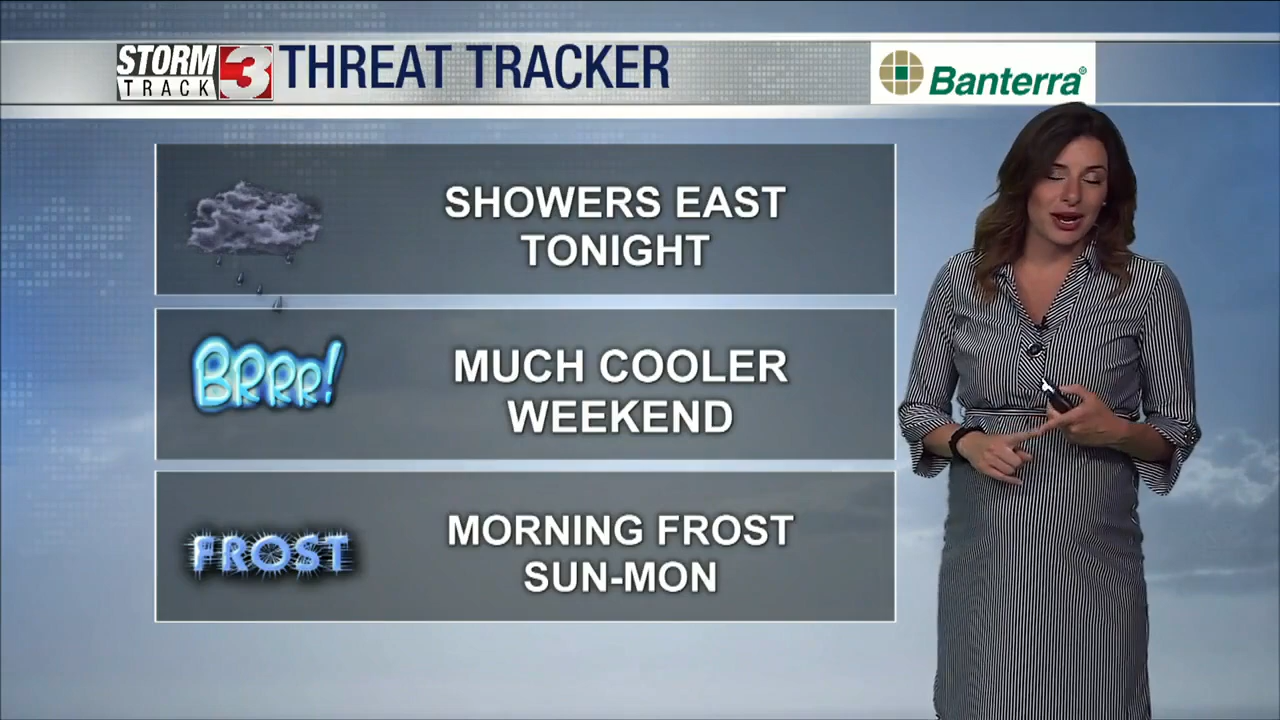 STORM
TRACK
3
THREAT TRACKER
Banterra®
SHOWERS EAST
TONIGHT
BRRR!
MUCH COOLER
WEEKEND
FROST
MORNING FROST
SUN-MON